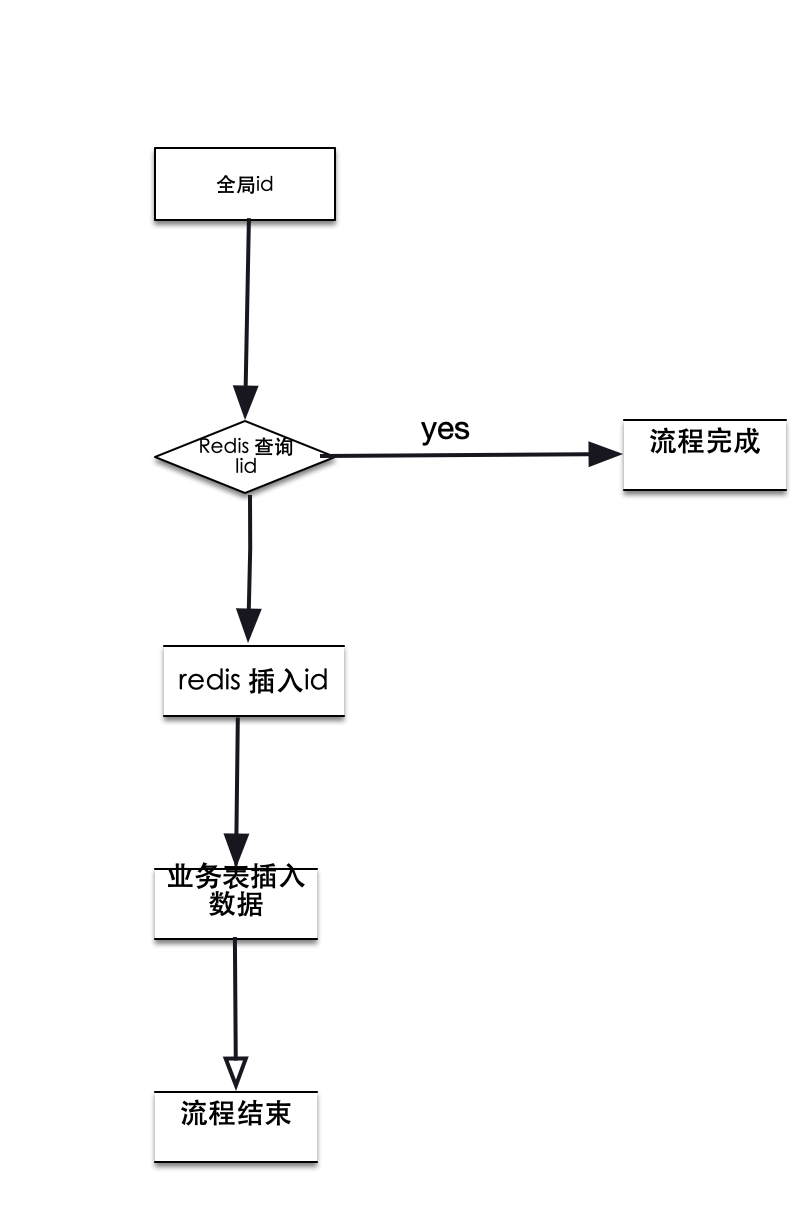 全局id
Redis 查询
lid
yes
流程完成
redis 插入id
业务表插入
数据
流程结束